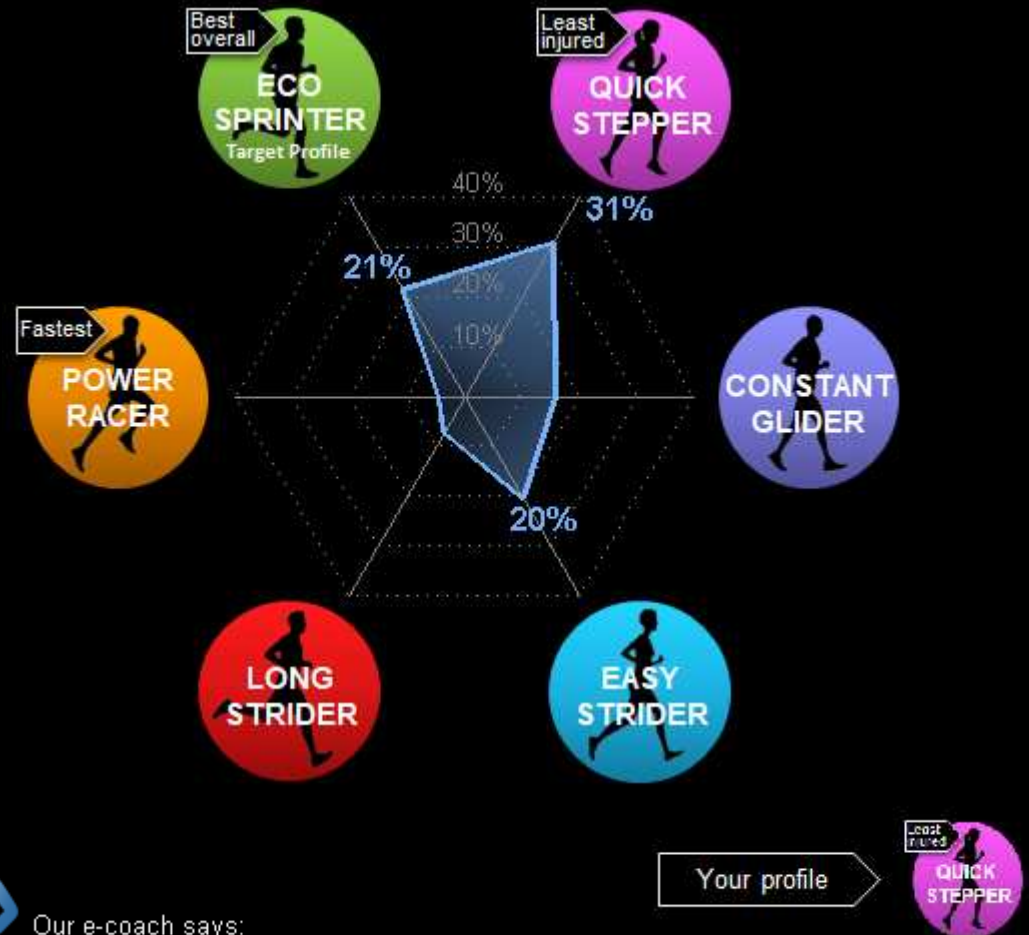 Best
overall
ECO
SPRINTER
Target Profile
Least
injured
QUICK
STEPPER
40%
31%
30%
21%
20%
10%
Fastest
POWER
RACER
CONSTANT
GLIDER
20%
LONG
STRIDER
EASY
STRIDER
Your profile
Least
injured
QUICK
STEPPER
Our e-coach says: